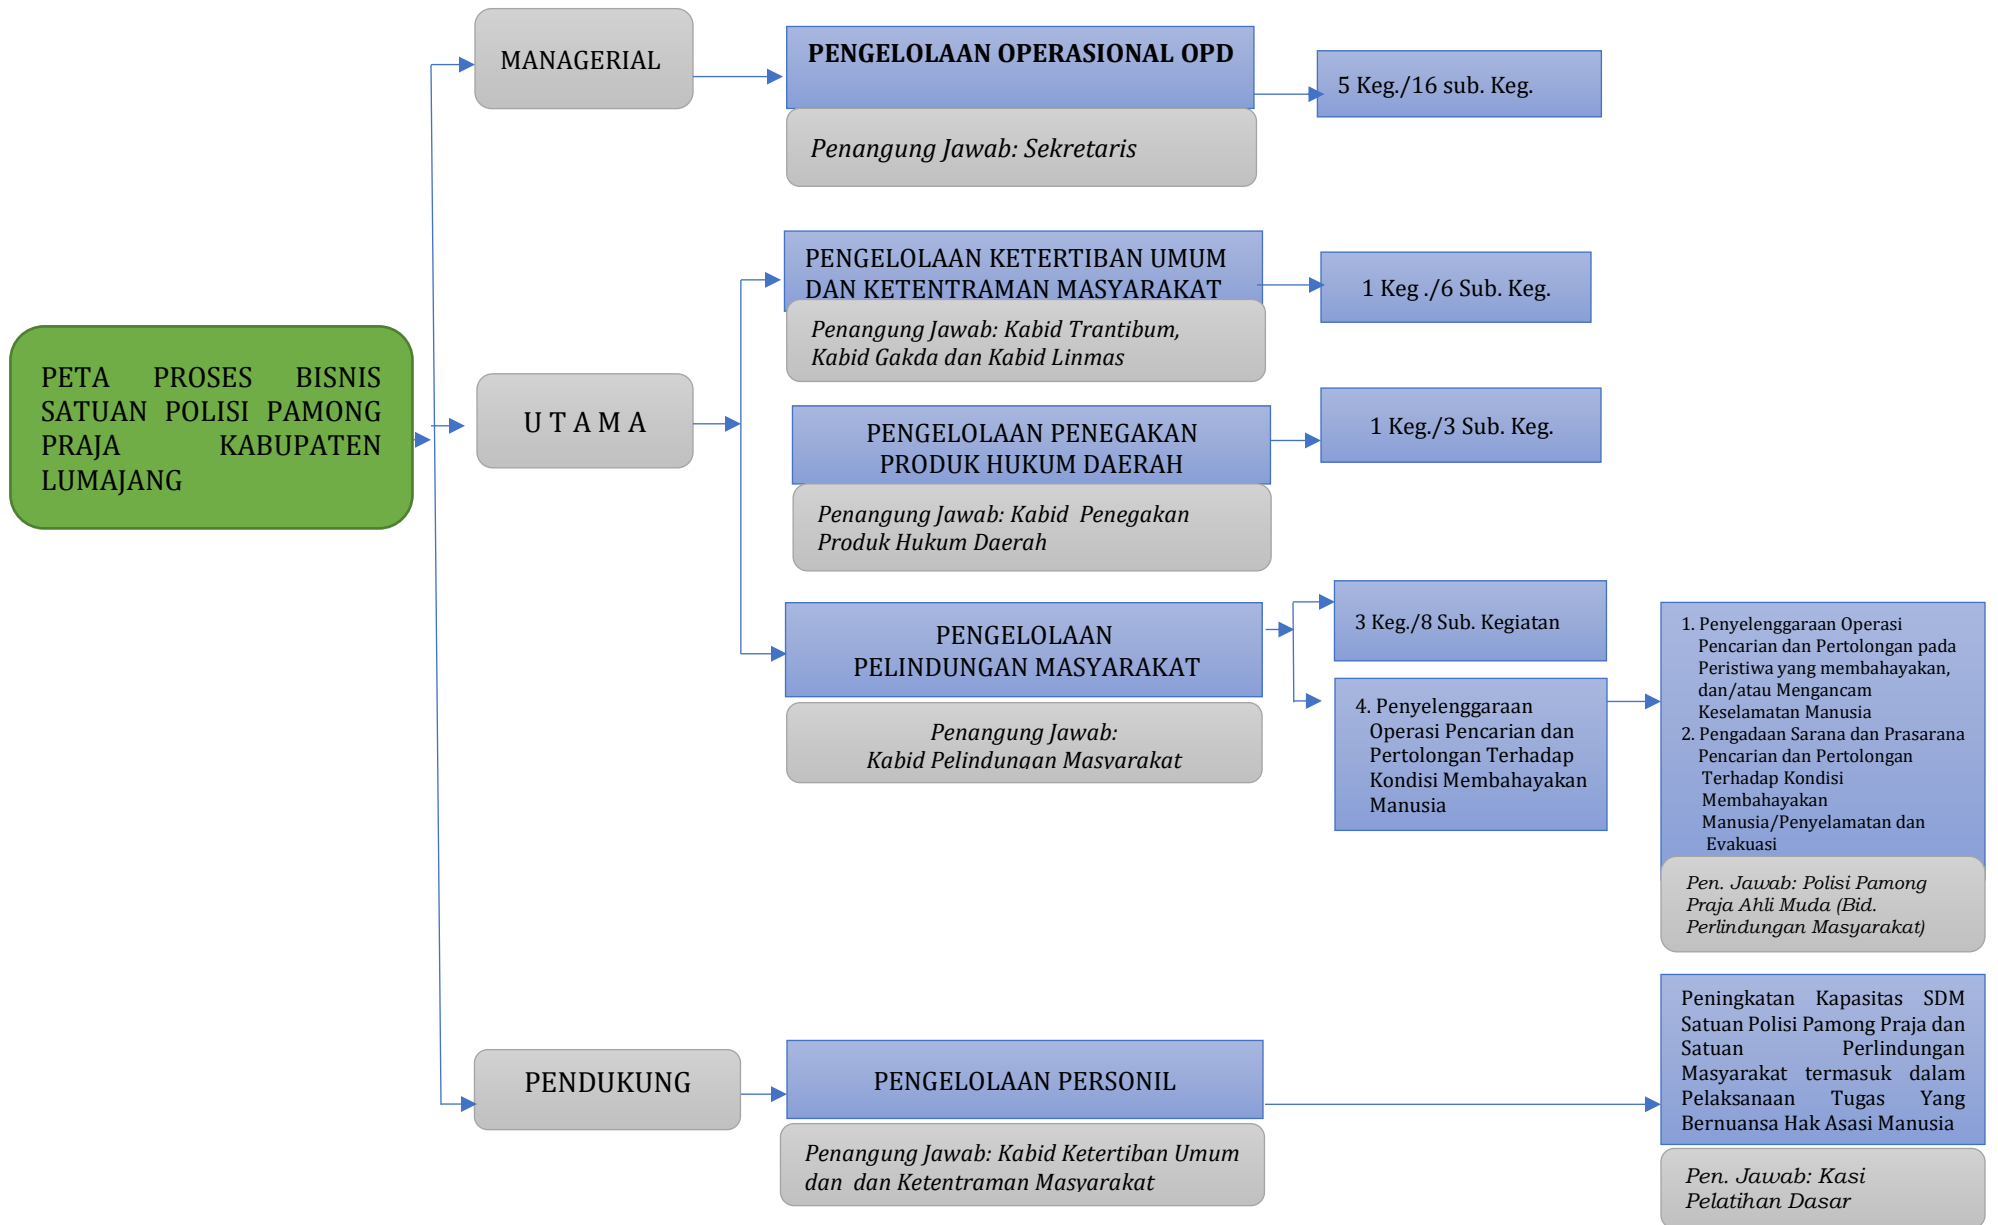 PETA PROSES BISNIS
SATUAN POLISI PAMONG
PRAJA KABUPATEN
LUMAJANG
MANAGERIAL
PENGELOLAAN OPERASIONAL OPD
Penangung Jawab: Sekretaris
5 Keg./16 sub. Keg.
U T A M A
PENGELOLAAN KETERTIBAN UMUM
DAN KETENTRAMAN MASYARAKAT
Penangung Jawab: Kabid Trantibum,
Kabid Gakda dan Kabid Linmas
1 Keg ./6 Sub. Keg.
PENGELOLAAN PENEGAKAN
PRODUK HUKUM DAERAH
Penangung Jawab: Kabid Penegakan
Produk Hukum Daerah
1 Keg./3 Sub. Keg.
PENGELOLAAN
PELINDUNGAN MASYARAKAT
Penangung Jawab:
Kabid Pelindungan Masyarakat
3 Keg./8 Sub. Kegiatan
4. Penyelenggaraan
Operasi Pencarian dan
Pertolongan Terhadap
Kondisi Membahayakan
Manusia
1. Penyelenggaraan Operasi
Pencarian dan Pertolongan pada
Peristiwa yang membahayakan,
dan/atau Mengancam
Keselamatan Manusia
2. Pengadaan Sarana dan Prasarana
Pencarian dan Pertolongan
Terhadap Kondisi
Membahayakan
Manusia/Penyelamatan dan
Evakuasi
Pen. Jawab: Polisi Pamong
Praja Ahli Muda (Bid.
Perlindungan Masyarakat)
PENDUKUNG
PENGELOLAAN PERSONIL
Penangung Jawab: Kabid Ketertiban Umum
dan dan Ketentraman Masyarakat
Peningkatan Kapasitas SDM
Satuan Polisi Pamong Praja dan
Satuan Perlindungan
Masyarakat termasuk dalam
Pelaksanaan Tugas Yang
Bernuansa Hak Asasi Manusia
Pen. Jawab: Kasi
Pelatihan Dasar